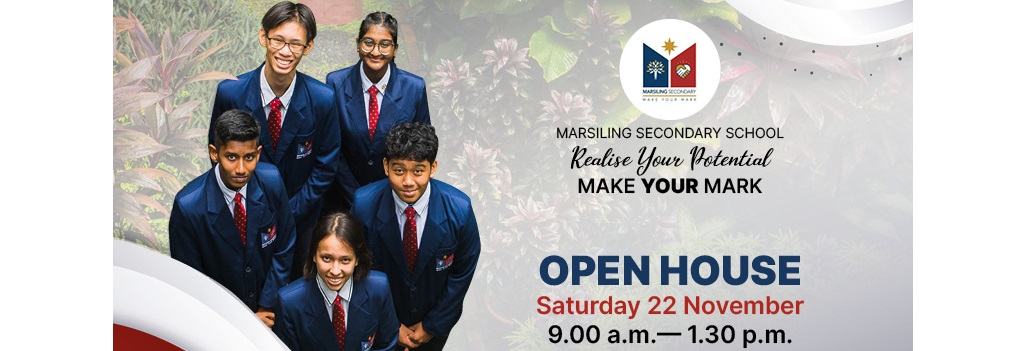 MARSILING SECONDARY
MAKE YOUR MARK
MARSILING SECONDARY SCHOOL
Realise Your Potential
MAKE YOUR MARK
OPEN HOUSE
Saturday 22 November
9.00 a.m.— 1.30 p.m.